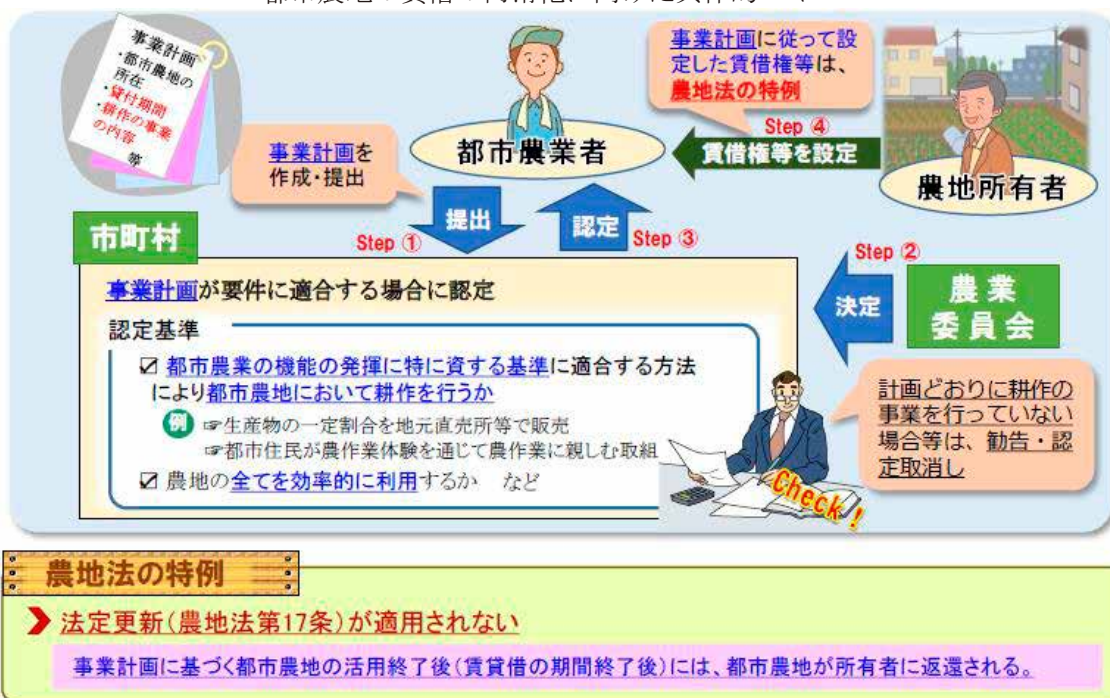 事業計画
・都市農地の
所在
・貸付期間
・耕作の事業
の内容
等
事業計画を
作成・提出
都市農業者
事業計画に従って設
定した賃借権等は、
農地法の特例
Step ④
賃借権等を設定
農地所有者
市町村
Step ①
提出
認定
Step ③
Step ②
決定
農業
委員会
事業計画が要件に適合する場合に認定
認定基準
☑ 都市農業の機能の発揮に特に資する基準に適合する方法
により都市農地において耕作を行うか
例 ☞生産物の一定割合を地元直売所等で販売
☞都市住民が農作業体験を通じて農作業に親しむ取組
☑ 農地の全てを効率的に利用するか など
Check!
計画どおりに耕作の
事業を行っていない
場合等は、勧告・認
定取消し
農地法の特例
法定更新(農地法第17条)が適用されない
事業計画に基づく都市農地の活用終了後(賃貸借の期間終了後)には、都市農地が所有者に返還される。